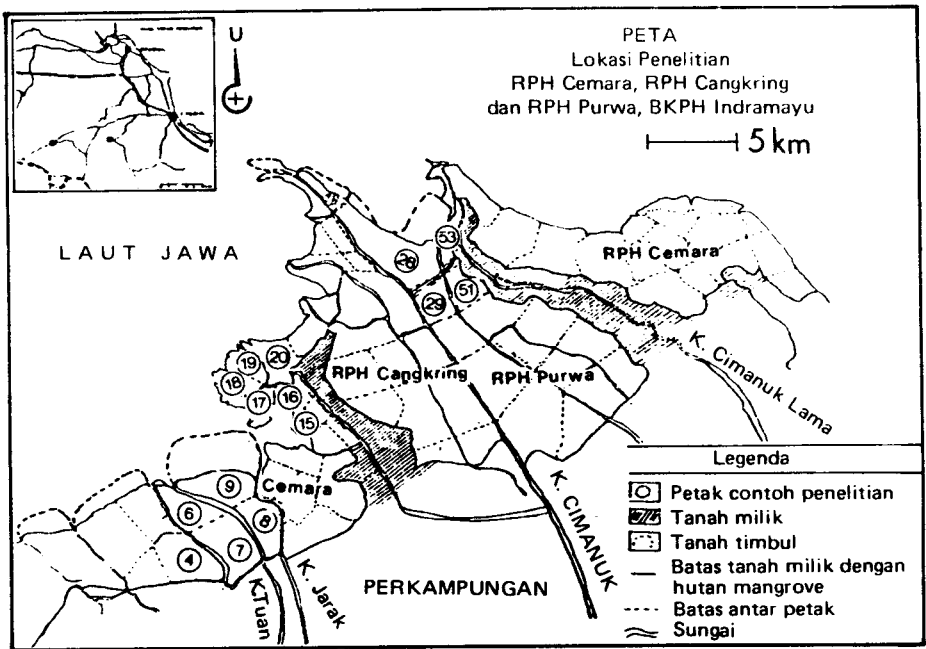 U
PETA
Lokasi Penelitian
RPH Cemara, RPH Cangkring
dan RPH Purwa, BKPH Indramayu
5 km
LAUT JAWA
RPH Cemara
53
28
51
29
19
20
18
17
16
15
RPH Cangkring
RPH Purwa
K. Cimanuk Lama
9
Cemara
6
8
4
7
K.Tuan
K. Jarak
PERKAMPUNGAN
K. CIMANUK
Legenda
Petak contoh penelitian
Tanah milik
Tanah timbul
Batas tanah milik dengan
hutan mangrove
Batas antar petak
Sungai